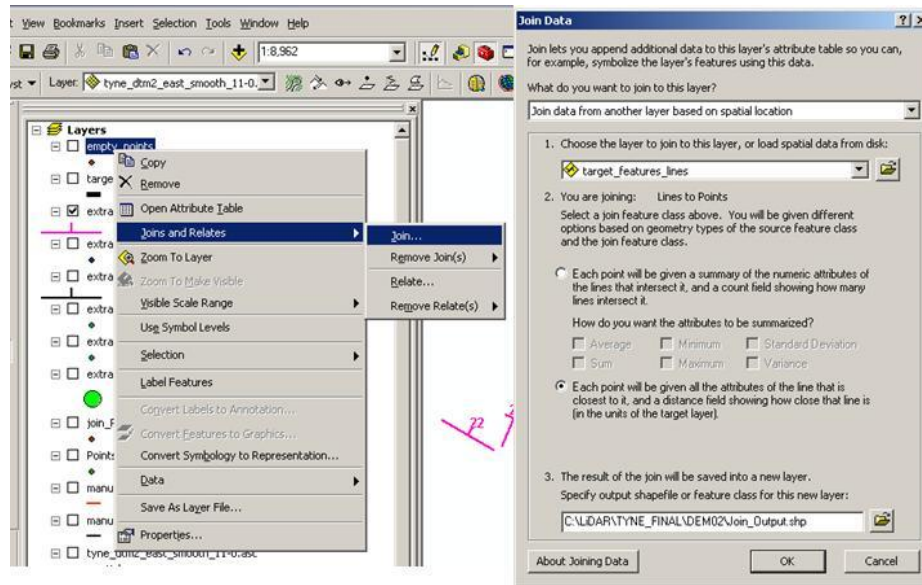 View Bookmarks Insert Selection Tools Window Help
1:8,962
Layer: tyne_dtm2_east_smooth_11-0.
Layers
empty_points
targe
extra
extra
extra
extra
extra
extra
join_F
Points
manu
manu
tyne_dtm2_east_smooth_11-0.asc
Copy
Remove
Open Attribute Table
Joins and Relates
Zoom To Layer
Zoom To Make Visible
Visible Scale Range
Use Symbol Levels
Selection
Label Features
Convert Labels to Annotation...
Convert Features to Graphics...
Convert Symbology to Representation...
Data
Save As Layer File...
Properties...
Join...
Remove Join(s)
Relate...
Remove Relate(s)
22
Join Data
Join lets you append additional data to this layer's attribute table so you can,
for example, symbolize the layer's features using this data.
What do you want to join to this layer?
Join data from another layer based on spatial location
1. Choose the layer to join to this layer, or load spatial data from disk:
target_features_lines
2. You are joining: Lines to Points
Select a join feature class above. You will be given different
options based on geometry types of the source feature class
and the join feature class.
Each point will be given a summary of the numeric attributes of
the lines that intersect it, and a count field showing how many
lines intersect it.
How do you want the attributes to be summarized?
Average Minimum Standard Deviation
Sum Maximum Variance
Each point will be given all the attributes of the line that is
closest to it, and a distance field showing how close that line is
(in the units of the target layer).
3. The result of the join will be saved into a new layer.
Specify output shapefile or feature class for this new layer:
C:\LiDAR\TYNE_FINAL\DEM02\Join_Output.shp
About Joining Data OK Cancel